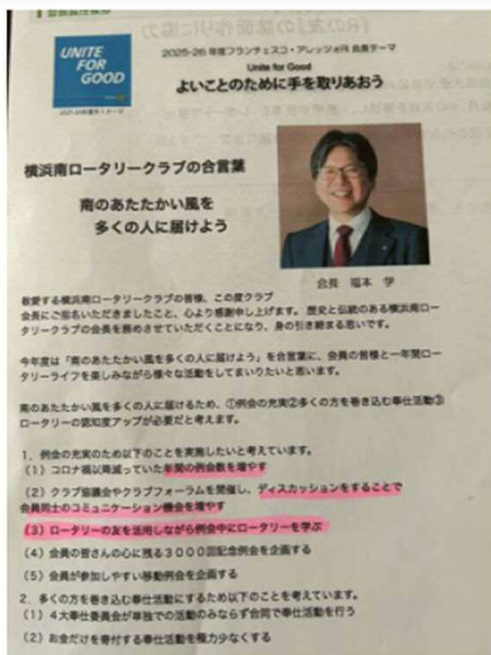 UNITE
FOR
GOOD
2025-26 年度フランチェスコ・アレッツォRI 会長テーマ
Unite for Good
よいことのために手を取りあおう
横浜南ロータリークラブの合言葉
南のあたたかい風を
多くの人に届けよう
会長 福本 学
敬愛する横浜南ロータリークラブの皆様、この度クラブ
会長にご指名いただきましたこと、心より感謝申し上げます。 歴史と伝統のある横浜南ロー
タリークラブの会長を務めさせていただくことになり、身の引き締まる思いです。
今年度は「南のあたたかい風を多くの人に届けよう」を合言葉に、会員の皆様と一年間ロー
タリーライフを楽しみながら様々な活動をしてまいりたいと思います。
南のあたたかい風を多くの人に届けるため、①例会の充実②多くの方を巻き込む奉仕活動③
ロータリーの認知度アップが必要だと考えます。
1．例会の充実のため以下のことを実施したいと考えています。
（1）コロナ禍以降減っていた年間の例会数を増やす
（2）クラブ協議会やクラブフォーラムを開催し、ディスカッションをすることで
会員同士のコミュニケーション機会を増やす
（3）ロータリーの友を活用しながら例会中にロータリーを学ぶ
（4）会員の皆さんの心に残る３０００回記念例会を企画する
（5）会員が参加しやすい移動例会を企画する
2．多くの方を巻き込む奉仕活動にするため以下のことを考えています。
（1）4大奉仕委員会が単独での活動のみならず合同で奉仕活動を行う
（2）お金だけを寄付する奉仕活動を極力少なくする